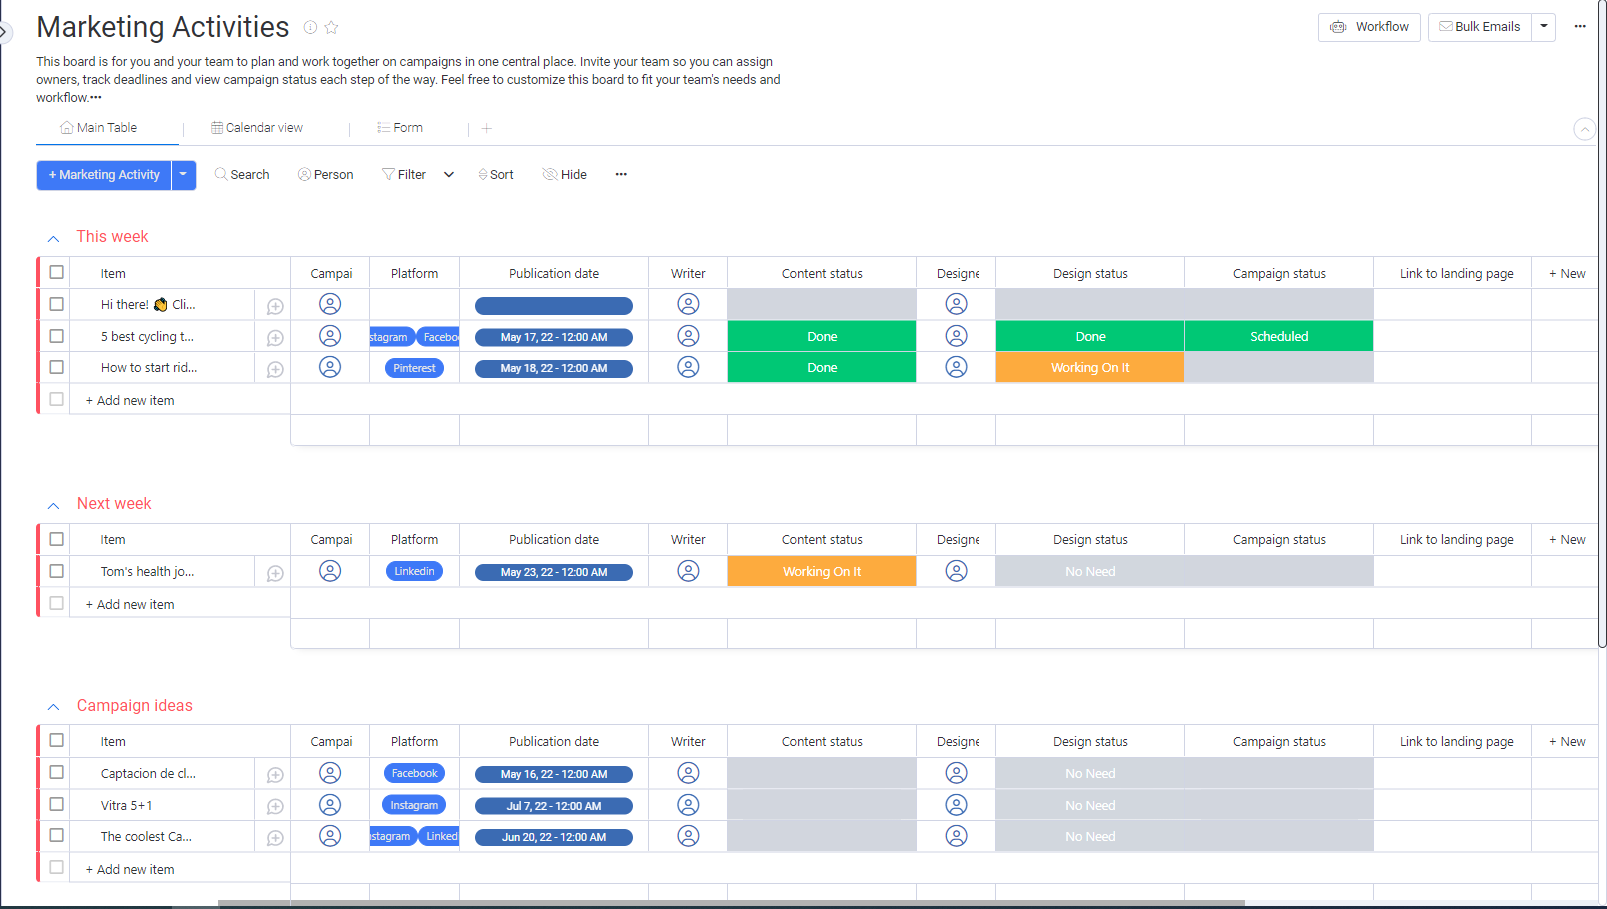 Marketing Activities
Workflow
Bulk Emails
This board is for you and your team to plan and work together on campaigns in one central place. Invite your team so you can assign
owners, track deadlines and view campaign status each step of the way. Feel free to customize this board to fit your team's needs and
workflow.•••
Main Table
Calendar view
Form
+
+ Marketing Activity
Search
Person
Filter
Sort
Hide
This week
Item Campai Platform Publication date Writer Content status Designe Design status Campaign status Link to landing page + New
Hi there! 👏 Cli...
5 best cycling t... stagram Facebo May 17, 22 - 12:00 AM Done Done Scheduled
How to start rid... Pinterest May 18, 22 - 12:00 AM Done Working On It
+ Add new item
Next week
Item Campai Platform Publication date Writer Content status Designe Design status Campaign status Link to landing page + New
Tom's health jo... Linkedin May 23, 22 - 12:00 AM Working On It No Need
+ Add new item
Campaign ideas
Item Campai Platform Publication date Writer Content status Designe Design status Campaign status Link to landing page + New
Captacion de cl... Facebook May 16, 22 - 12:00 AM No Need
Vitra 5+1 Instagram Jul 7, 22 - 12:00 AM No Need
The coolest Ca... stagram Linked Jun 20, 22 - 12:00 AM No Need
+ Add new item